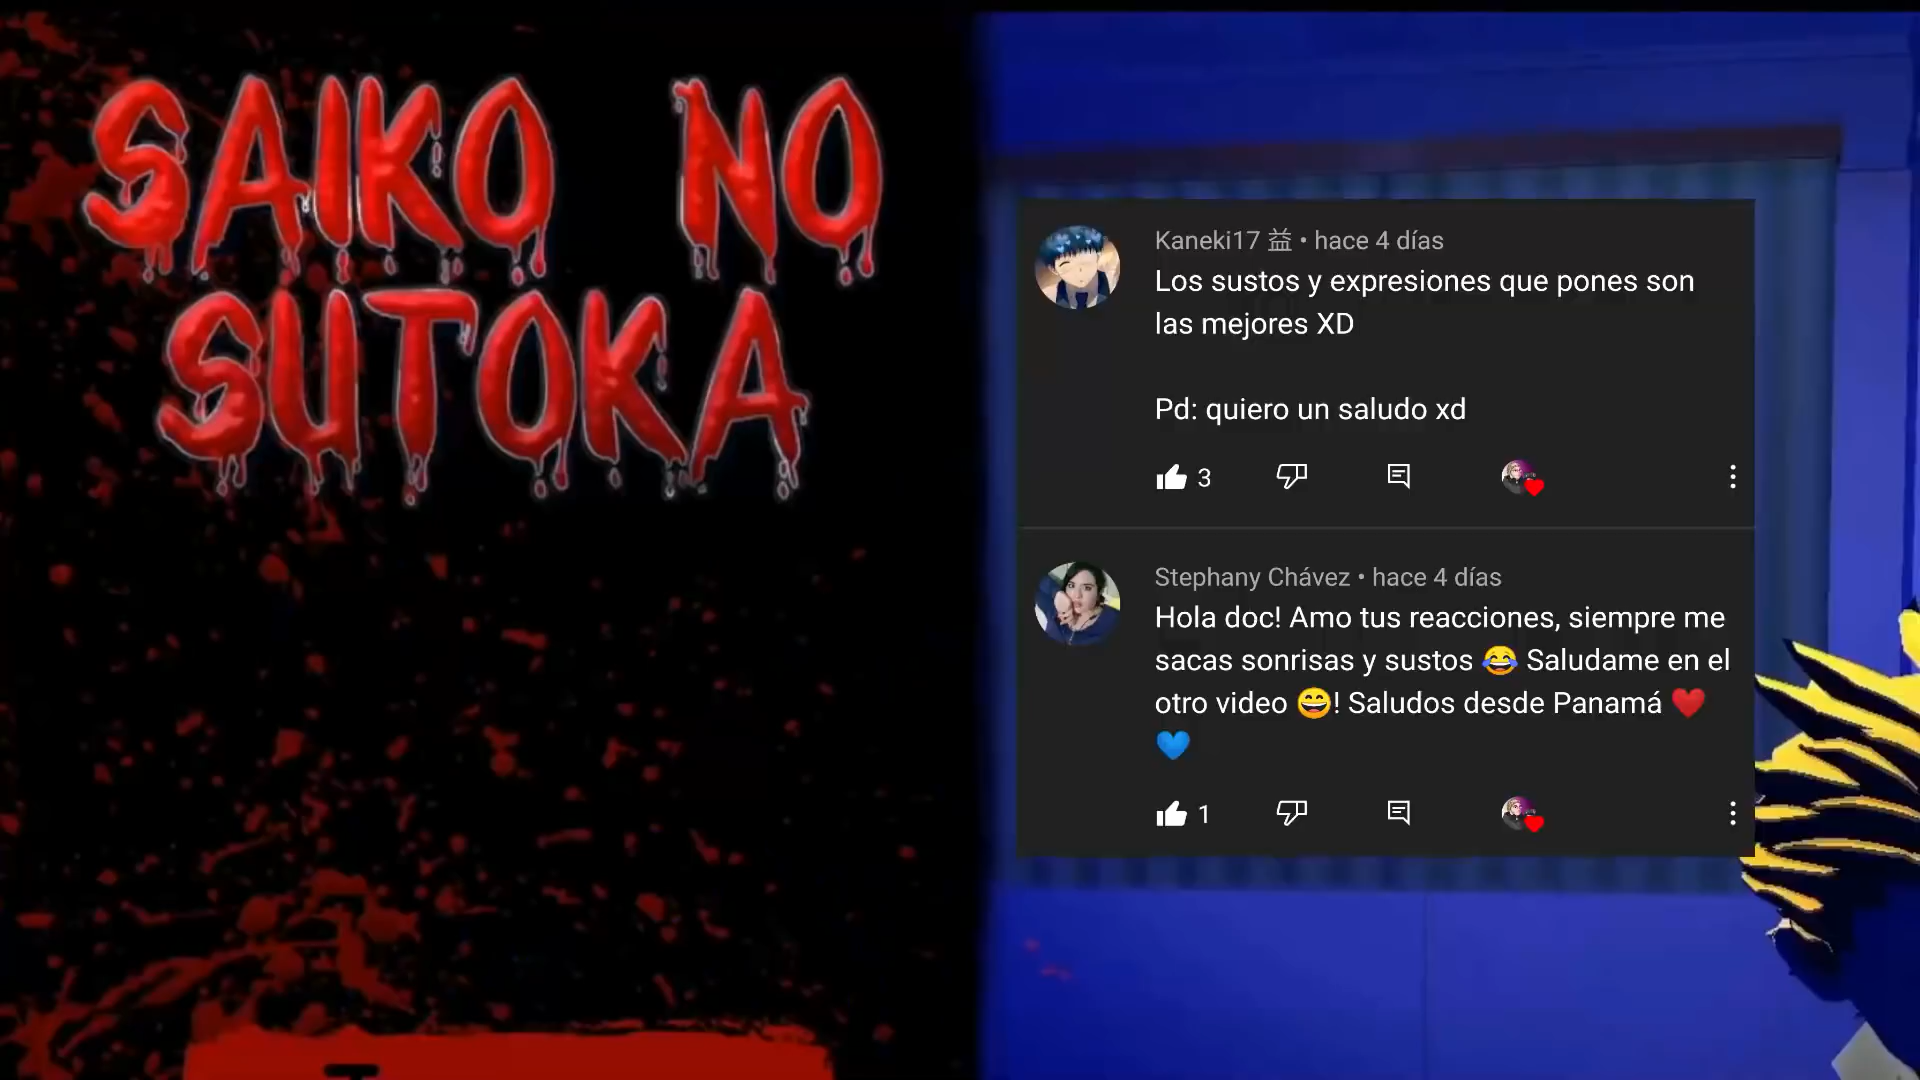 SAIKO NO
SUTOKA
Kaneki17 益 • hace 4 días
Los sustos y expresiones que pones son
las mejores XD
Pd: quiero un saludo xd
3
Stephany Chávez • hace 4 días
Hola doc! Amo tus reacciones, siempre me
sacas sonrisas y sustos 😂 Saludame en el
otro video 😄! Saludos desde Panamá ❤️
💙
1